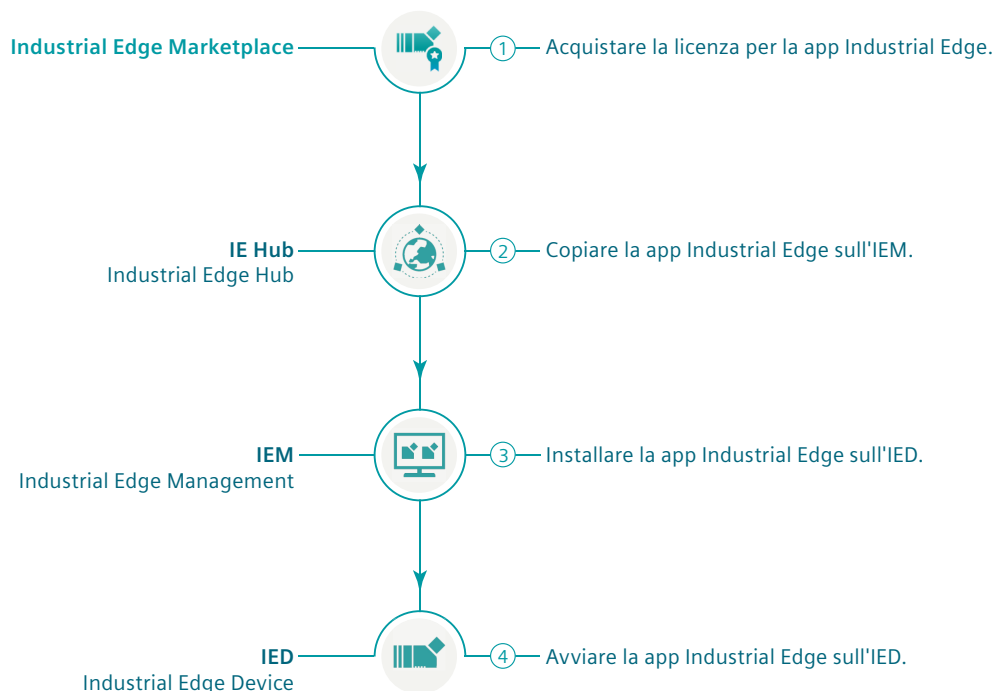 Industrial Edge Marketplace
1
Acquistare la licenza per la app Industrial Edge.
IE Hub
Industrial Edge Hub
2
Copiare la app Industrial Edge sull'IEM.
IEM
Industrial Edge Management
3
Installare la app Industrial Edge sull'IED.
IED
Industrial Edge Device
4
Avviare la app Industrial Edge sull'IED.